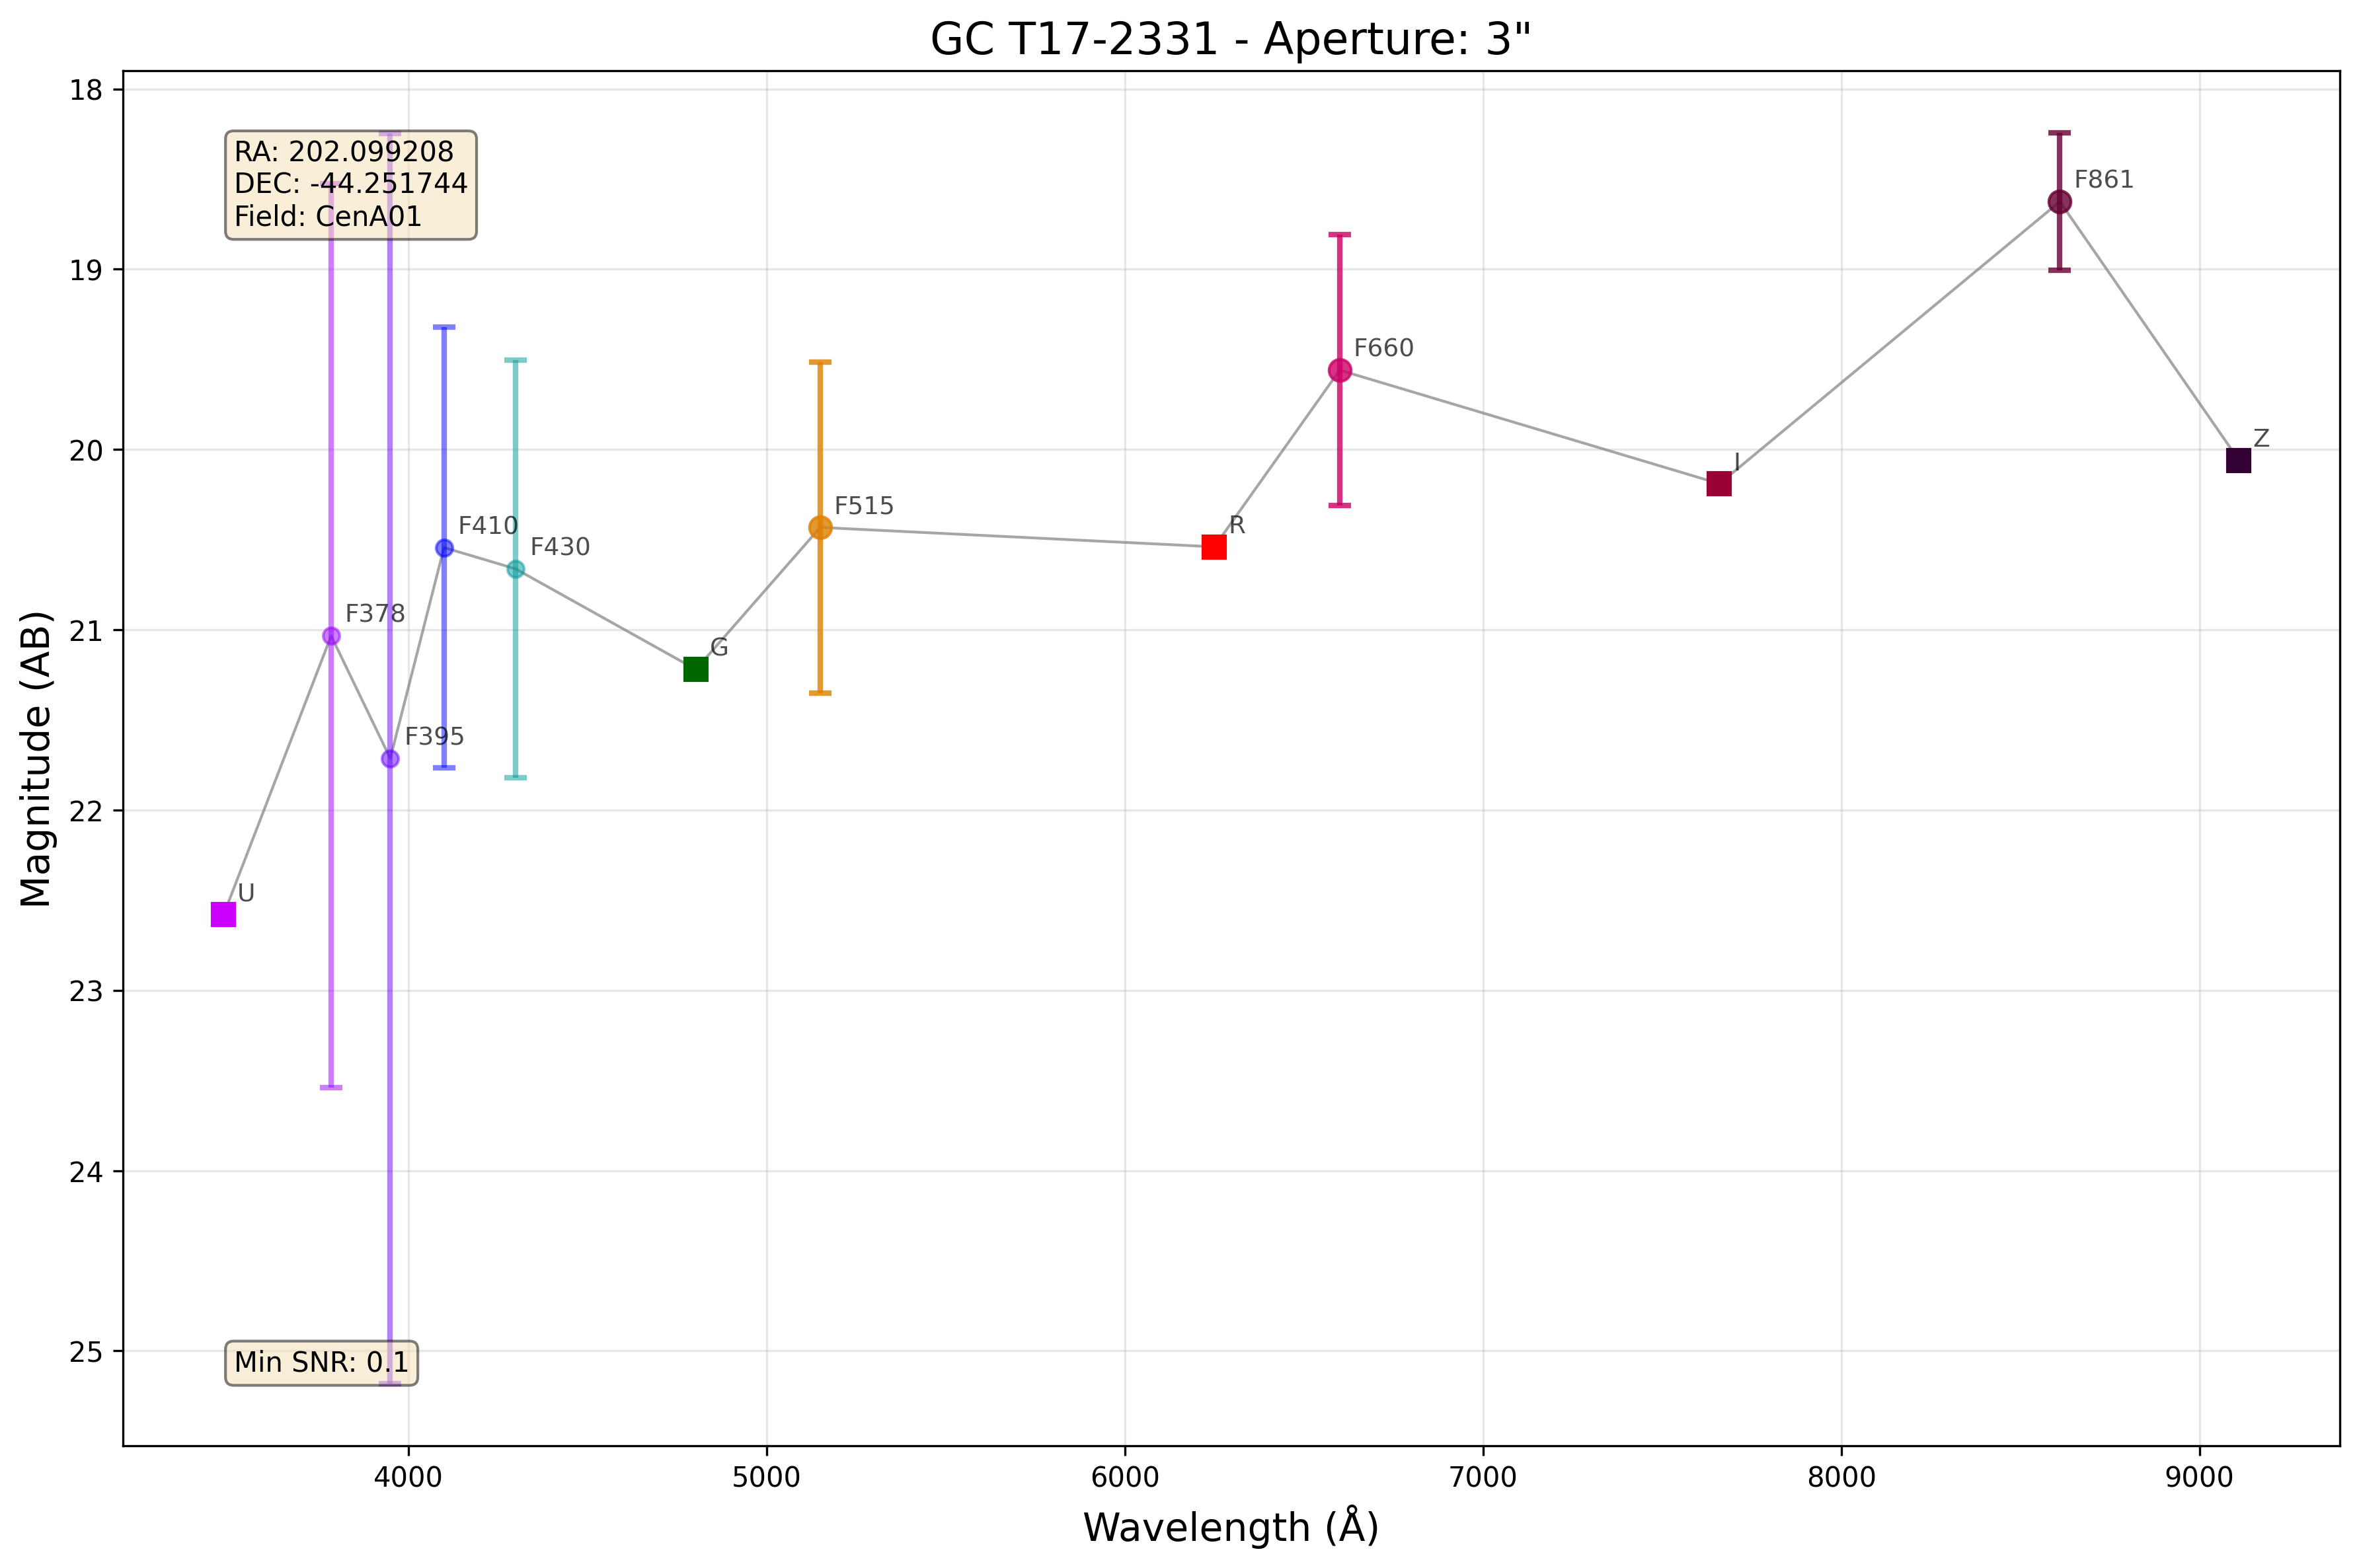 GC T17-2331 - Aperture: 3"
RA: 202.099208
DEC: -44.251744
Field: CenA01
18
19
20
21
22
23
24
25
Magnitude (AB)
F861
F660
Z
I
F515
R
F410
F430
F378
G
F395
U
Min SNR: 0.1
4000
5000
6000
7000
8000
9000
Wavelength (Å)